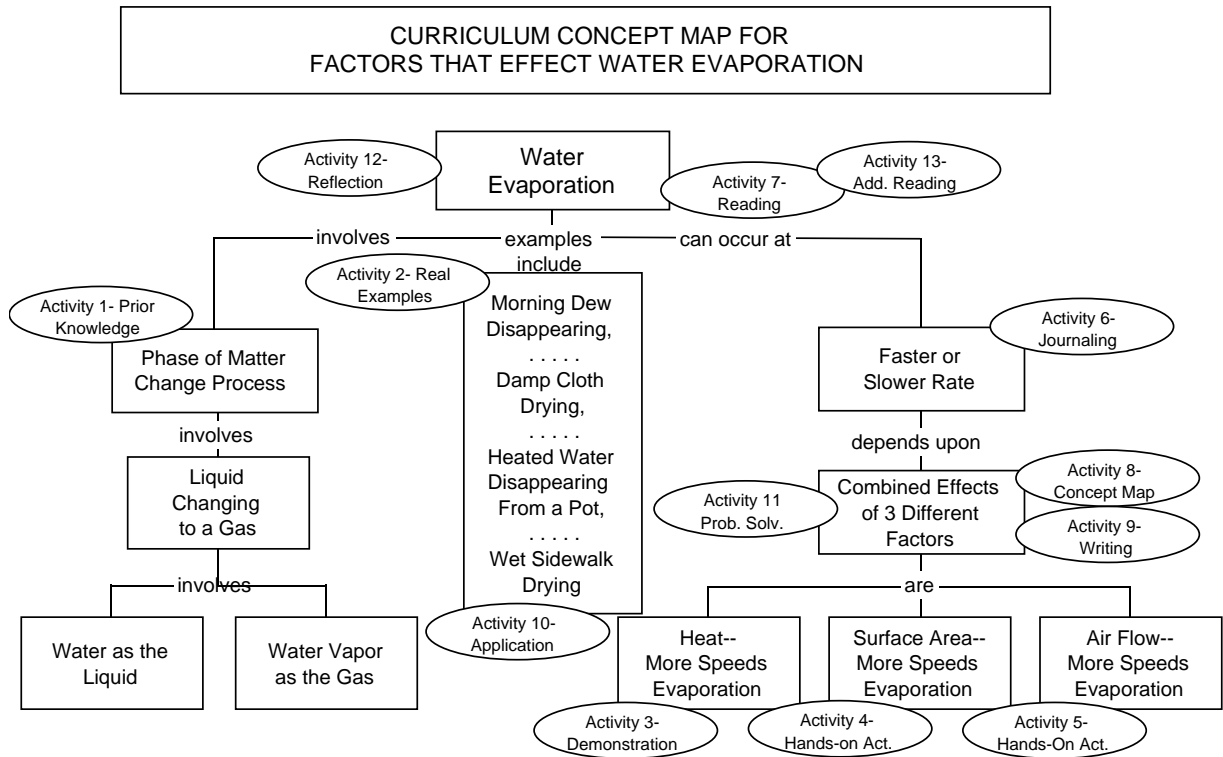 CURRICULUM CONCEPT MAP FOR
FACTORS THAT EFFECT WATER EVAPORATION
Activity 12-
Reflection
Water
Evaporation
Activity 7-
Reading
Activity 13-
Add. Reading
involves
examples
include
can occur at
Activity 1- Prior
Knowledge
Phase of Matter
Change Process
involves
Liquid
Changing
to a Gas
involves
Water as the
Liquid
Water Vapor
as the Gas
Activity 2- Real
Examples
Morning Dew
Disappearing,
. . . . .
Damp Cloth
Drying,
. . . . .
Heated Water
Disappearing
From a Pot,
. . . . .
Wet Sidewalk
Drying
Activity 10-
Application
Activity 6-
Journaling
Faster or
Slower Rate
depends upon
Activity 11
Prob. Solv.
Combined Effects
of 3 Different
Factors
Activity 8-
Concept Map
Activity 9-
Writing
are
Heat--
More Speeds
Evaporation
Activity 3-
Demonstration
Surface Area--
More Speeds
Evaporation
Activity 4-
Hands-on Act.
Air Flow--
More Speeds
Evaporation
Activity 5-
Hands-On Act.